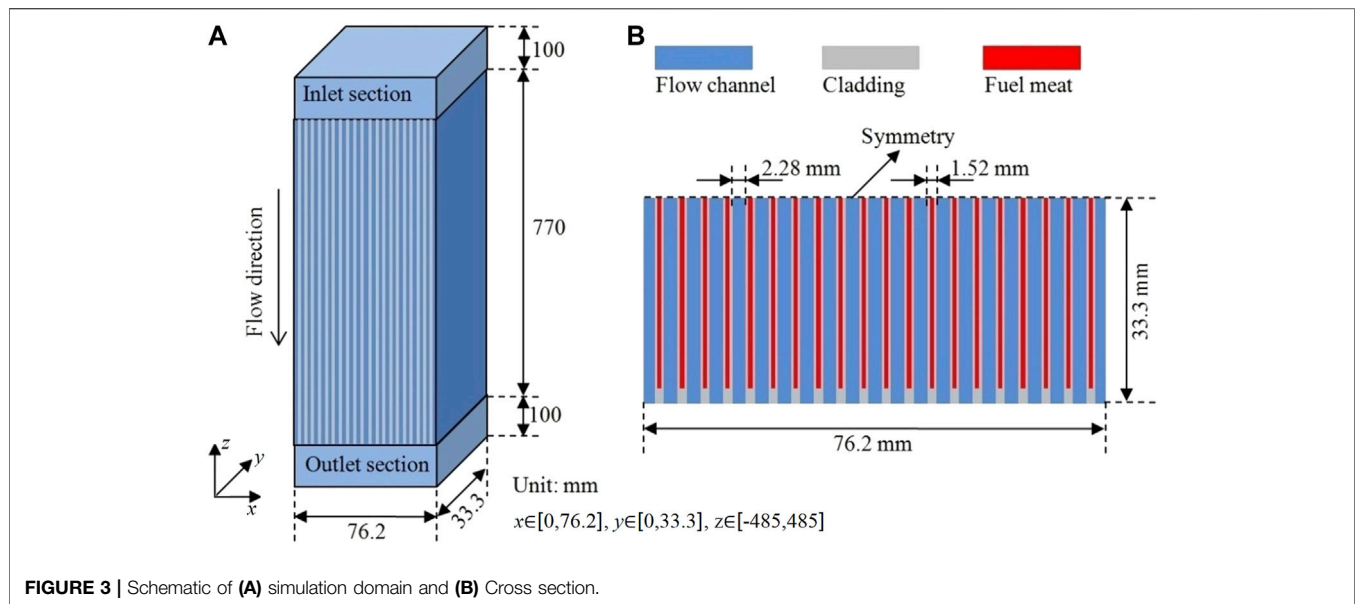 A
100
Inlet section
Flow direction
770
100
Outlet section
z
y
x
76.2
33.3
Unit: mm
x∈[0,76.2], y∈[0,33.3], z∈[-485,485]
B
Flow channel
Cladding
Fuel meat
Symmetry
2.28 mm
1.52 mm
33.3 mm
76.2 mm
FIGURE 3 | Schematic of (A) simulation domain and (B) Cross section.